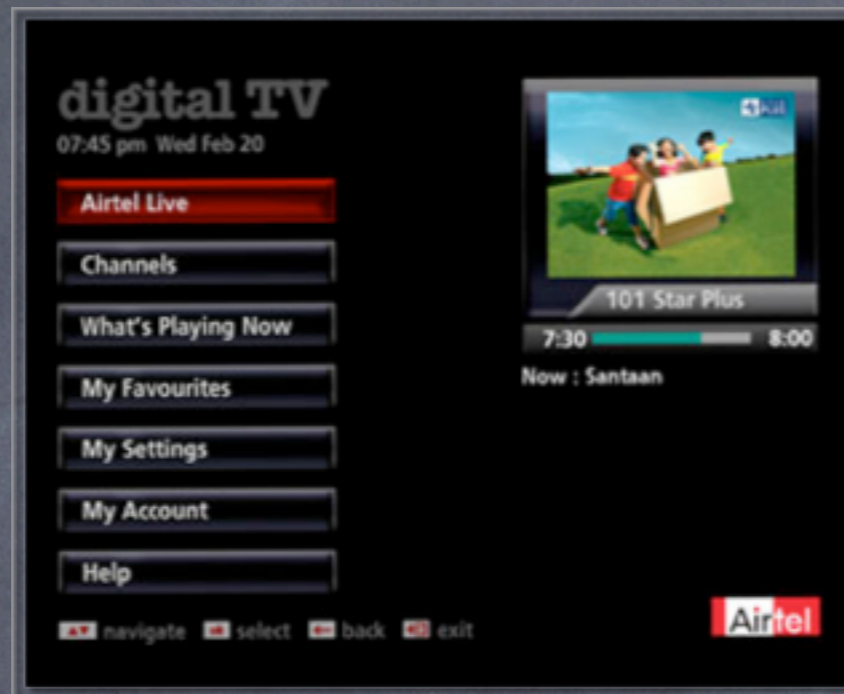 digital TV
07:45 pm Wed Feb 20
Airtel Live
Channels
What's Playing Now
My Favourites
My Settings
My Account
Help
navigate select back exit
101 Star Plus
7:30 8:00
Now : Santaan
Airtel